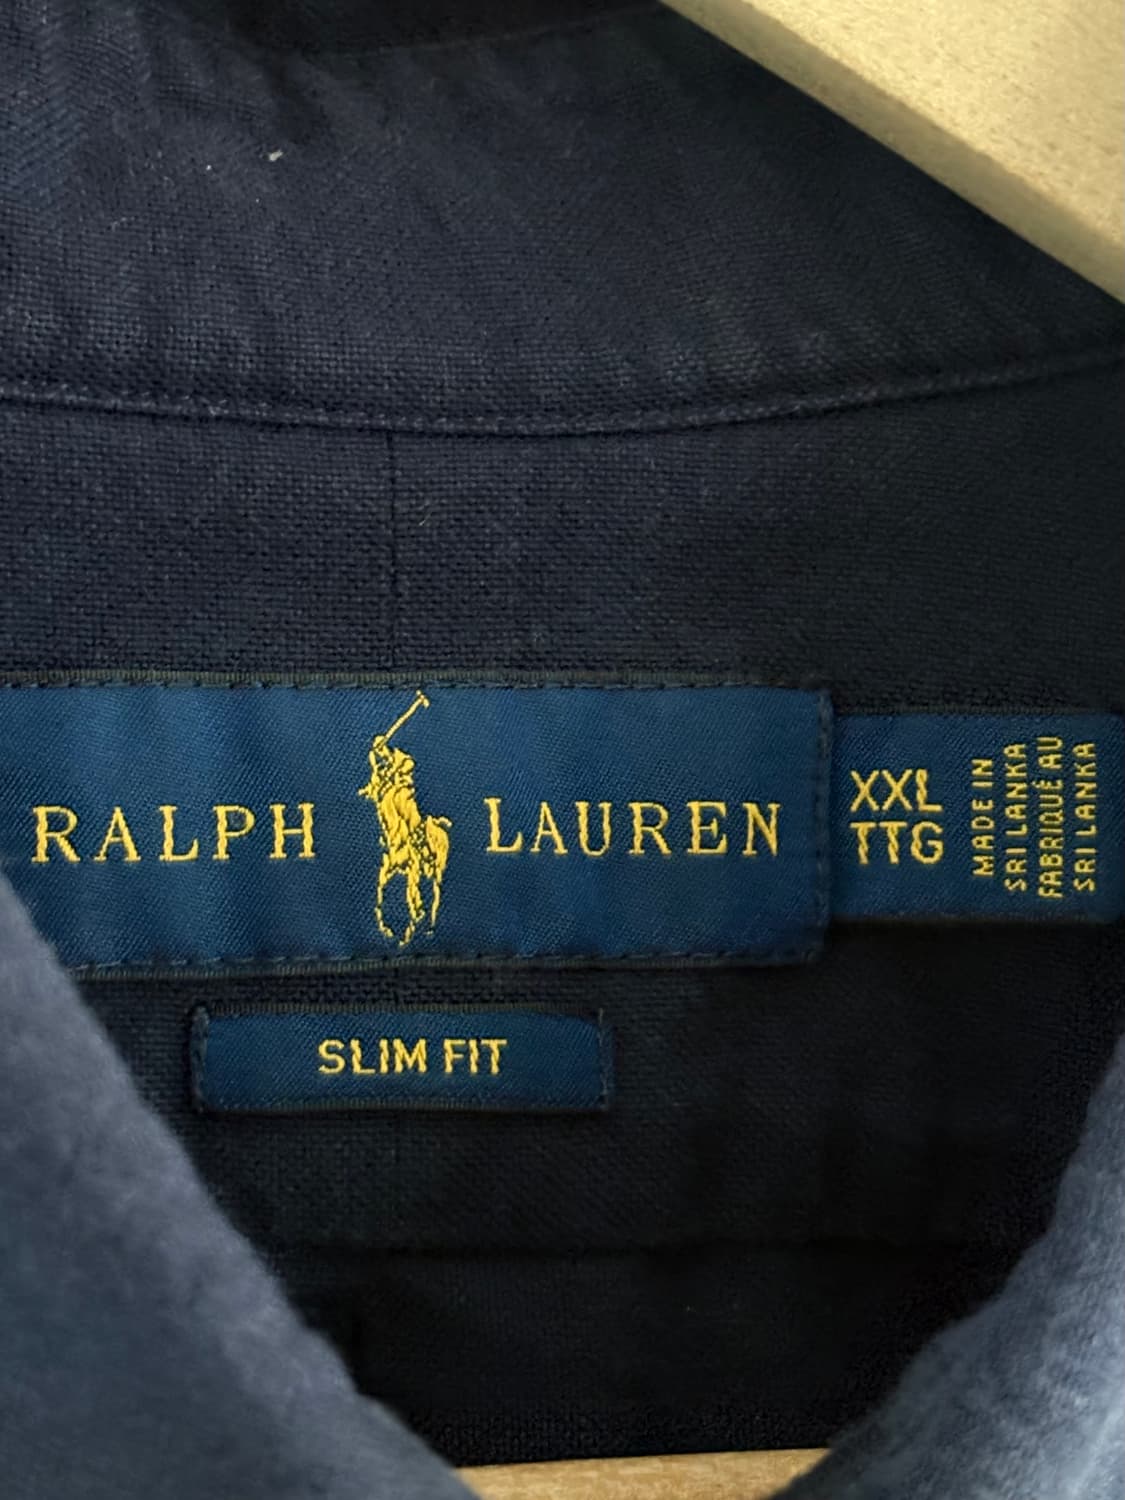 RALPH LAUREN
XXL
TTG
MADE IN
SRI LANKA
FABRIQUÉ AU
SRI LANKA
SLIM FIT